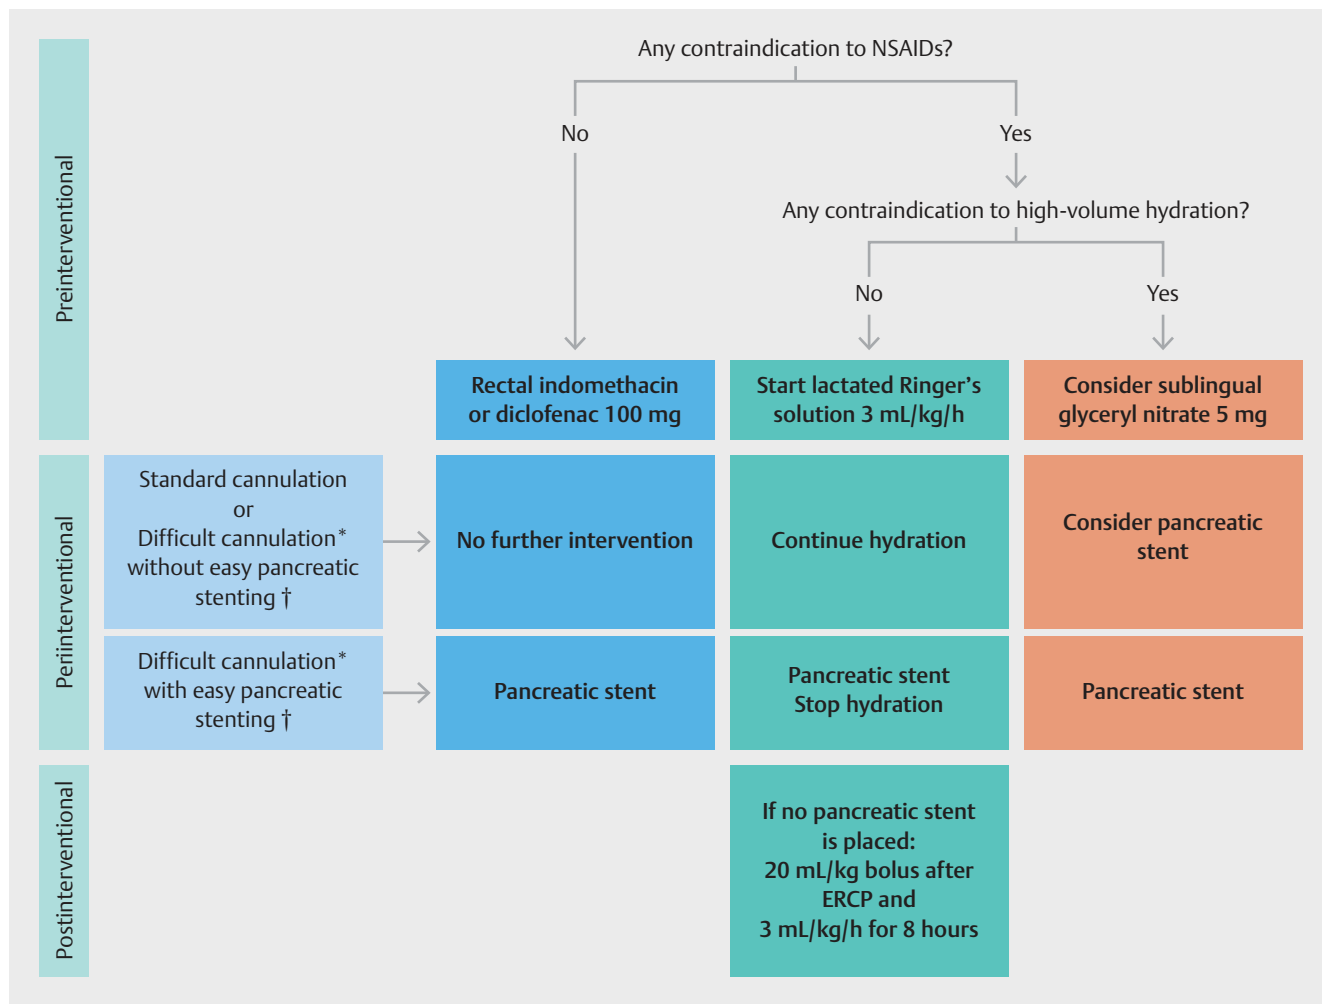 Preinterventional
Any contraindication to NSAIDs?
No
Yes
Any contraindication to high-volume hydration?
No
Yes
Rectal indomethacin
or diclofenac 100 mg
Start lactated Ringer’s
solution 3 mL/kg/h
Consider sublingual
glyceryl nitrate 5 mg
Periinterventional
Standard cannulation
or
Difficult cannulation*
without easy pancreatic
stenting †
No further intervention
Continue hydration
Consider pancreatic
stent
Difficult cannulation*
with easy pancreatic
stenting †
Pancreatic stent
Pancreatic stent
Stop hydration
Pancreatic stent
Postinterventional
If no pancreatic stent
is placed:
20 mL/kg bolus after
ERCP and
3 mL/kg/h for 8 hours